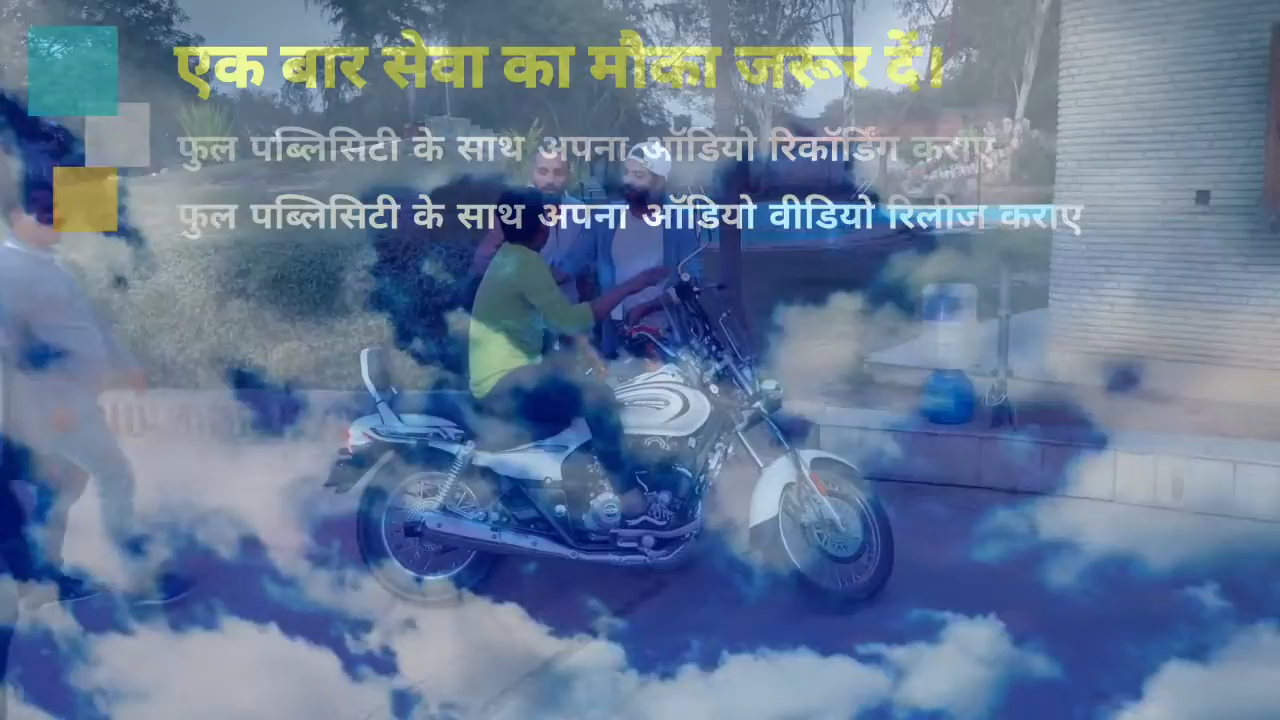 एक बार सेवा का मौका जरूर दें।
फुल पब्लिसिटी के साथ अपना ऑडियो रिकॉर्डिंग कराए
फुल पब्लिसिटी के साथ अपना ऑडियो वीडियो रिलीज कराए